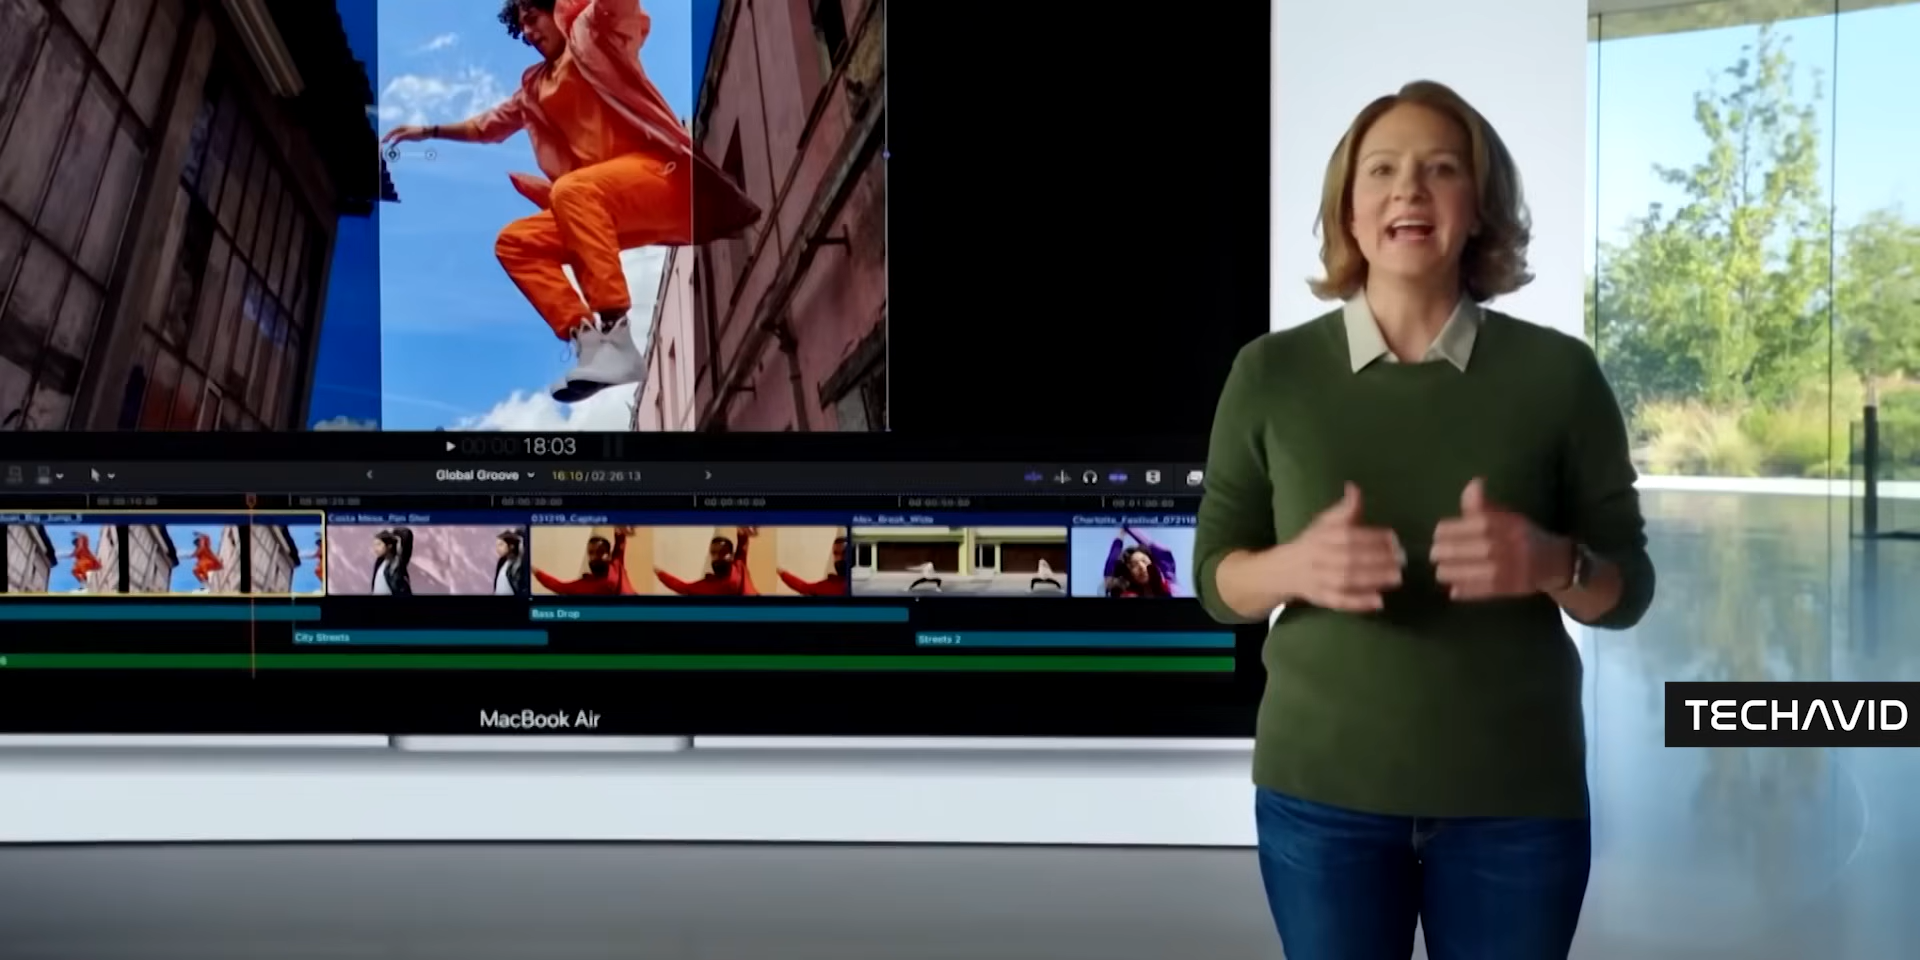 18:03
Global Groove
16:10 / 02:26:13
Costa Mesa_Pan Shot
031219_Capture
Alex_Break_Wide
Charlotte_Festival_072118
Bass Drop
City Streets
Streets 2
MacBook Air
TECHAVID